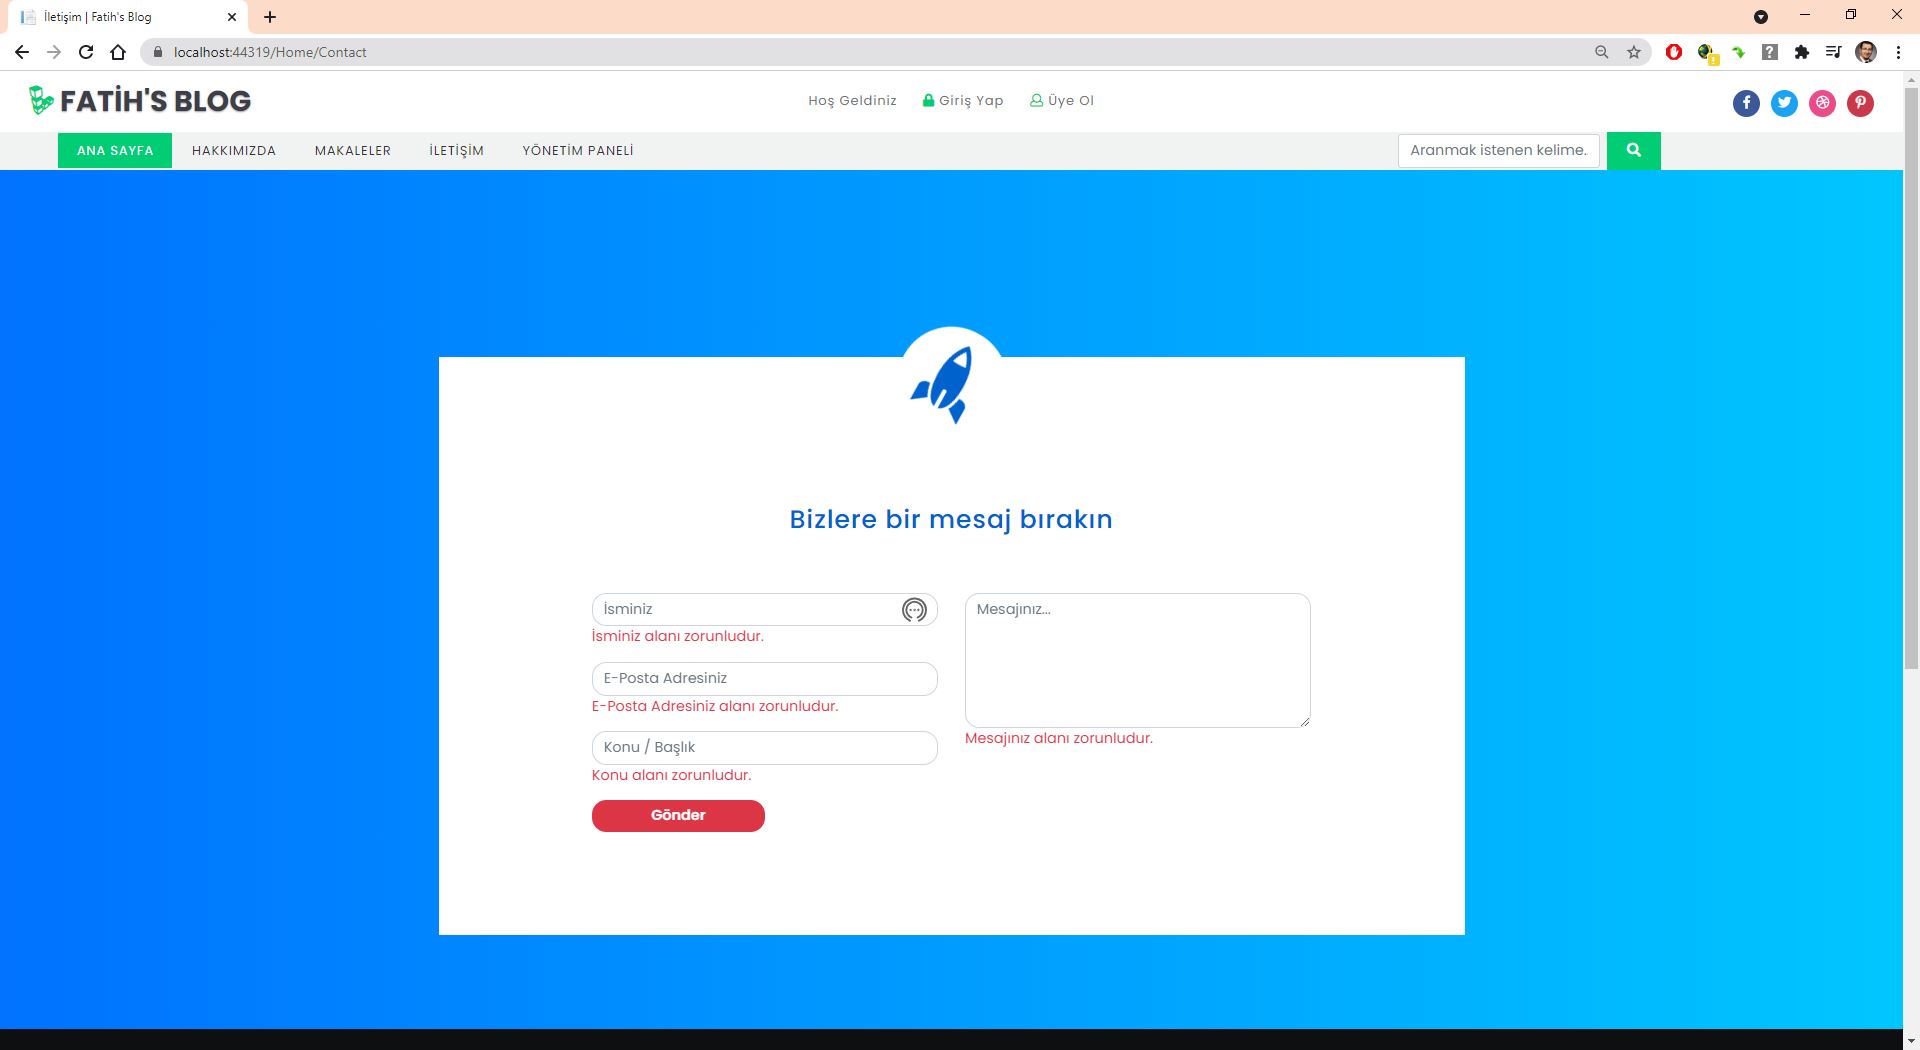 İletişim | Fatih's Blog
localhost:44319/Home/Contact
FATİH'S BLOG
Hoş Geldiniz Giriş Yap Üye Ol
ANA SAYFA HAKKIMIZDA MAKALELER İLETİŞİM YÖNETİM PANELİ Aranmak istenen kelime.
Bizlere bir mesaj bırakın
İsminiz
İsminiz alanı zorunludur.
E-Posta Adresiniz
E-Posta Adresiniz alanı zorunludur.
Konu / Başlık
Konu alanı zorunludur.
Gönder
Mesajınız...
Mesajınız alanı zorunludur.